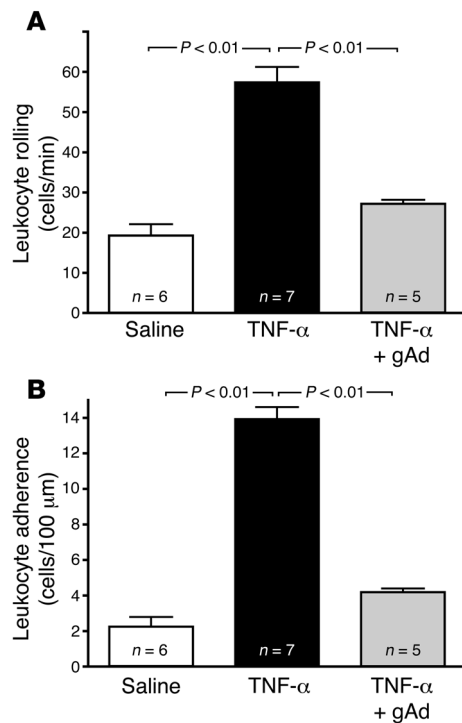 A
P < 0.01 P < 0.01
Leukocyte rolling
(cells/min)
60
50
40
30
20
10
0
n = 6 n = 7 n = 5
Saline TNF-α TNF-α
+ gAd
B
P < 0.01 P < 0.01
Leukocyte adherence
(cells/100 μm)
14
12
10
8
6
4
2
0
n = 6 n = 7 n = 5
Saline TNF-α TNF-α
+ gAd